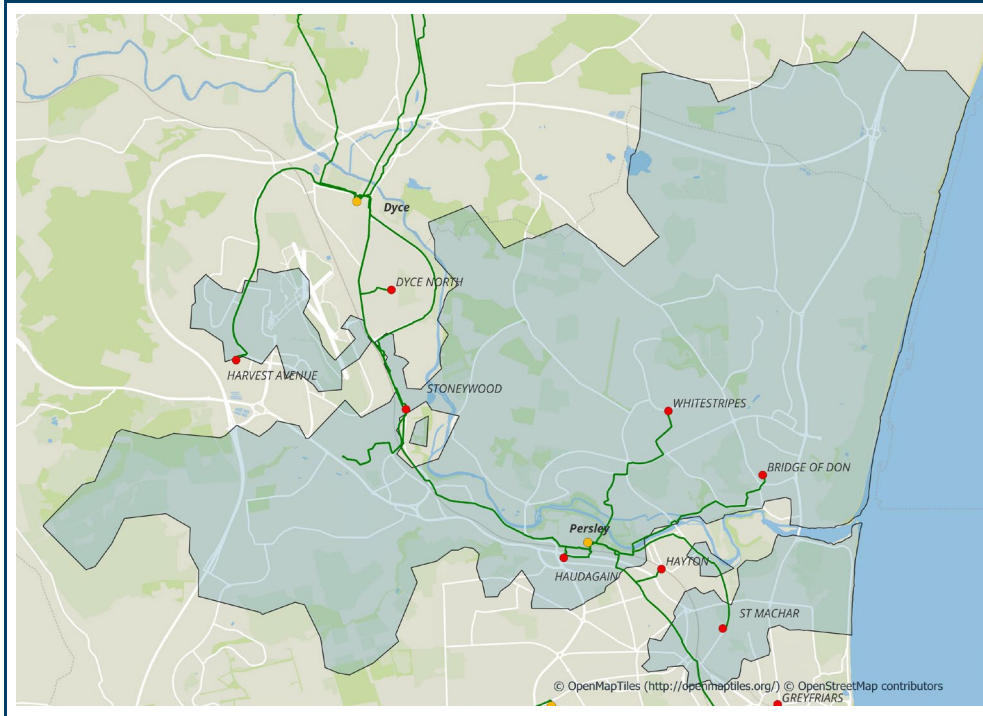 Dyce
DYCE NORTH
HARVEST AVENUE
STONEYWOOD
WHITESTRIPES
BRIDGE OF DON
Persley
HAUDAGAIN
HAYTON
ST MACHAR
© OpenMapTiles (http://openmaptiles.org/) © OpenStreetMap contributors
GREYFRIARS